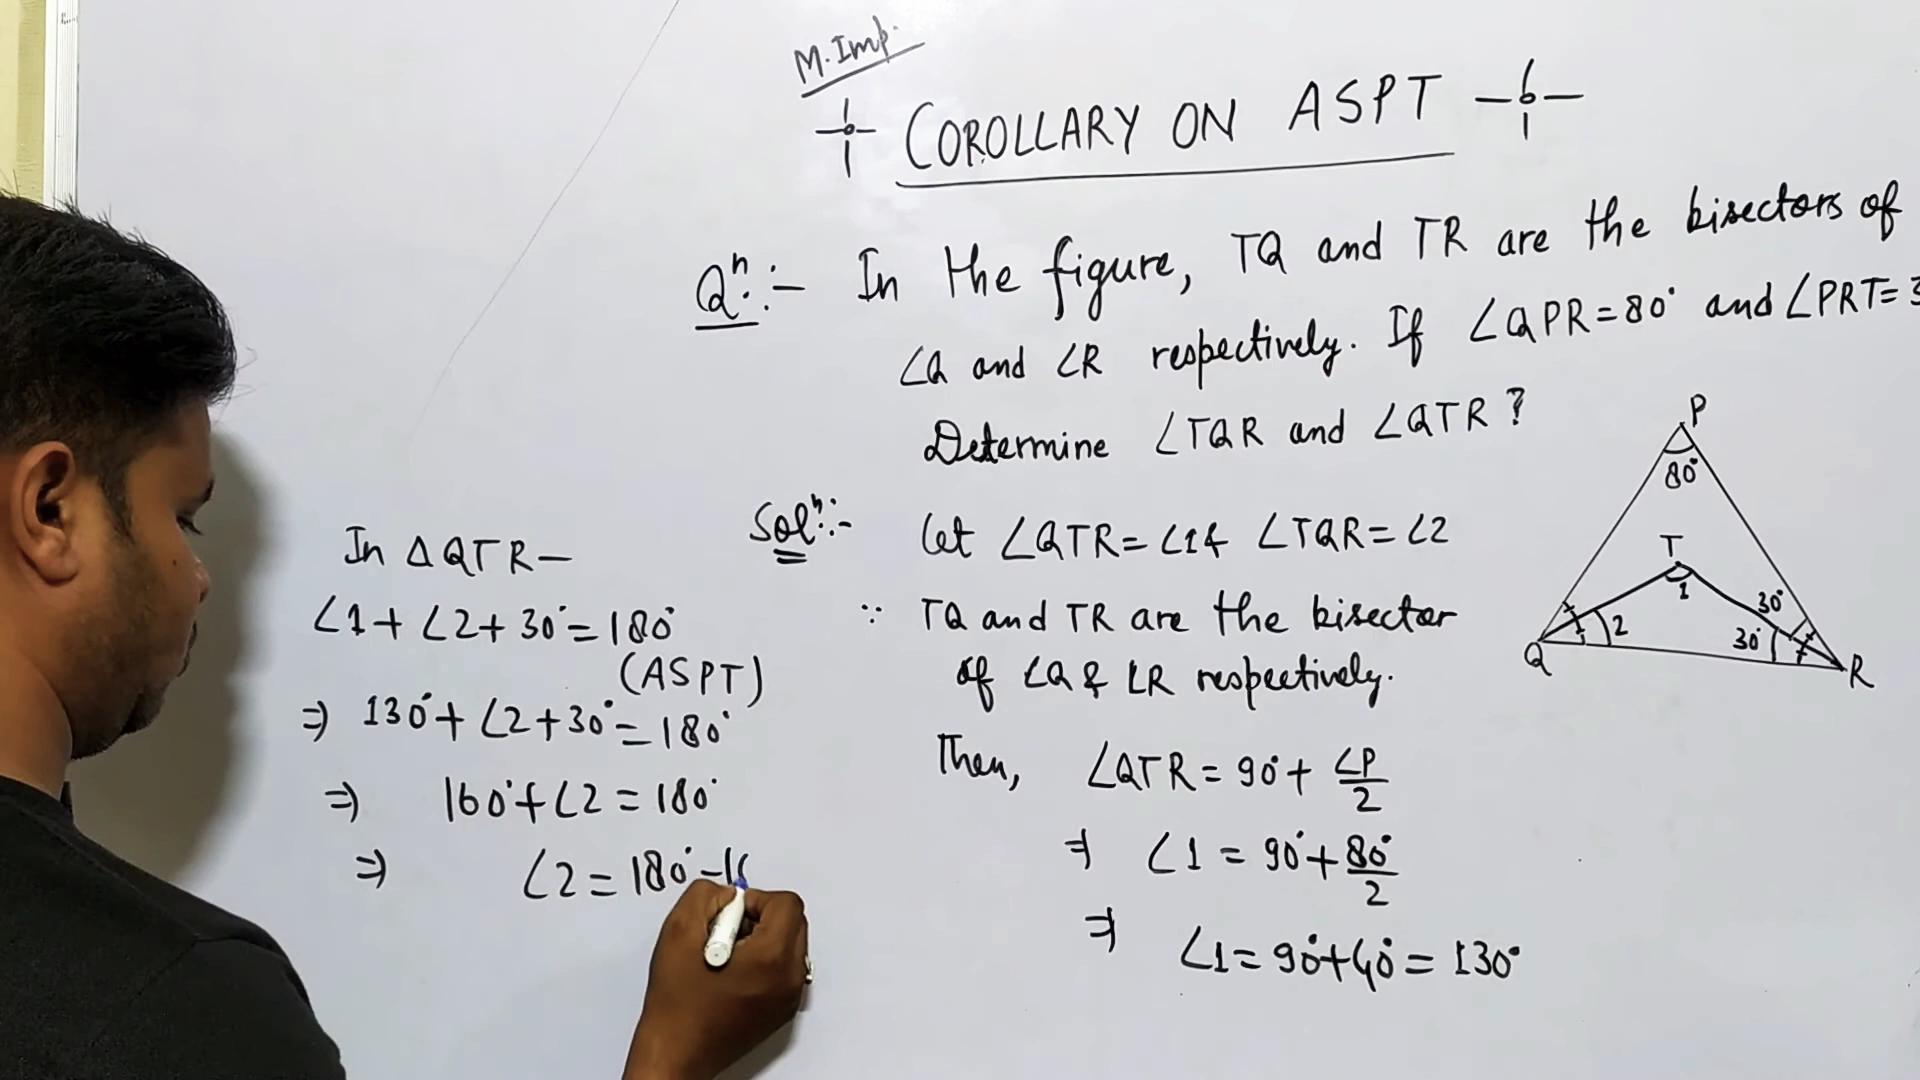 M. Imp.
COROLLARY ON ASPT
Qⁿ:- In the figure, TQ and TR are the bisectors of
∠Q and ∠R respectively. If ∠QPR=80° and ∠PRT=3
Determine ∠TQR and ∠QTR?
Solⁿ:- Let ∠QTR=∠1& ∠TQR=∠2
∵ TQ and TR are the bisector
of ∠Q & ∠R respectively.
Then, ∠QTR = 90°+ ∠P/2
⇒ ∠1 = 90°+ 80°/2
⇒ ∠1 = 90°+40° = 130°
In ΔQTR—
∠1+ ∠2+ 30°=180°
(ASPT)
⇒ 130°+ ∠2+30°=180°
⇒ 160°+∠2 = 180°
⇒ ∠2 = 180°-1
P
80°
T
1
30°
2
30°
Q
R